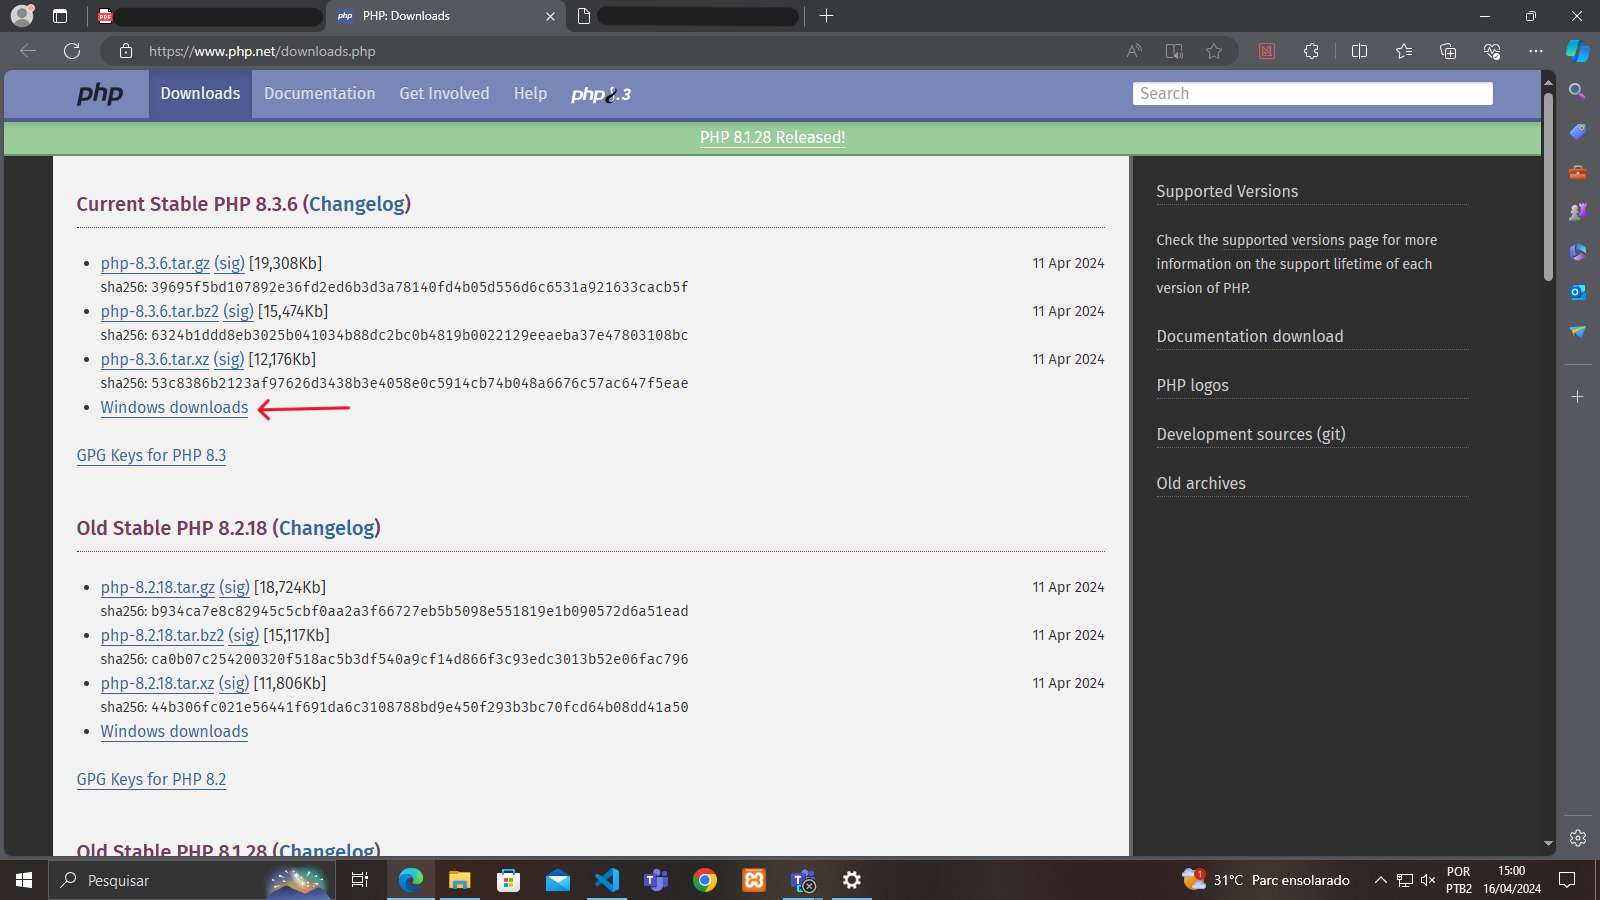 PDF
php
PHP: Downloads
https://www.php.net/downloads.php
php
Downloads
Documentation
Get Involved
Help
php8.3
Search
PHP 8.1.28 Released!
Current Stable PHP 8.3.6 (Changelog)
php-8.3.6.tar.gz (sig) [19,308Kb] 11 Apr 2024
sha256: 39695f5bd107892e36fd2ed6b3d3a78140fd4b05d556d6c6531a921633cacb5f
php-8.3.6.tar.bz2 (sig) [15,474Kb] 11 Apr 2024
sha256: 6324b1ddd8eb3025b041034b88dc2bc0b4819b0022129eeaeba37e47803108bc
php-8.3.6.tar.xz (sig) [12,176Kb] 11 Apr 2024
sha256: 53c8386b2123af97626d3438b3e4058e0c5914cb74b048a6676c57ac647f5eae
Windows downloads
GPG Keys for PHP 8.3
Old Stable PHP 8.2.18 (Changelog)
php-8.2.18.tar.gz (sig) [18,724Kb] 11 Apr 2024
sha256: b934ca7e8c82945c5cbf0aa2a3f66727eb5b5098e551819e1b090572d6a51ead
php-8.2.18.tar.bz2 (sig) [15,117Kb] 11 Apr 2024
sha256: ca0b07c254200320f518ac5b3df540a9cf14d866f3c93edc3013b52e06fac796
php-8.2.18.tar.xz (sig) [11,806Kb] 11 Apr 2024
sha256: 44b306fc021e56441f691da6c3108788bd9e450f293b3bc70fcd64b08dd41a50
Windows downloads
GPG Keys for PHP 8.2
Old Stable PHP 8.1.28 (Changelog)
Supported Versions
Check the supported versions page for more
information on the support lifetime of each
version of PHP.
Documentation download
PHP logos
Development sources (git)
Old archives
Pesquisar
1
31°C Parc ensolarado
POR
PTB2
15:00
16/04/2024